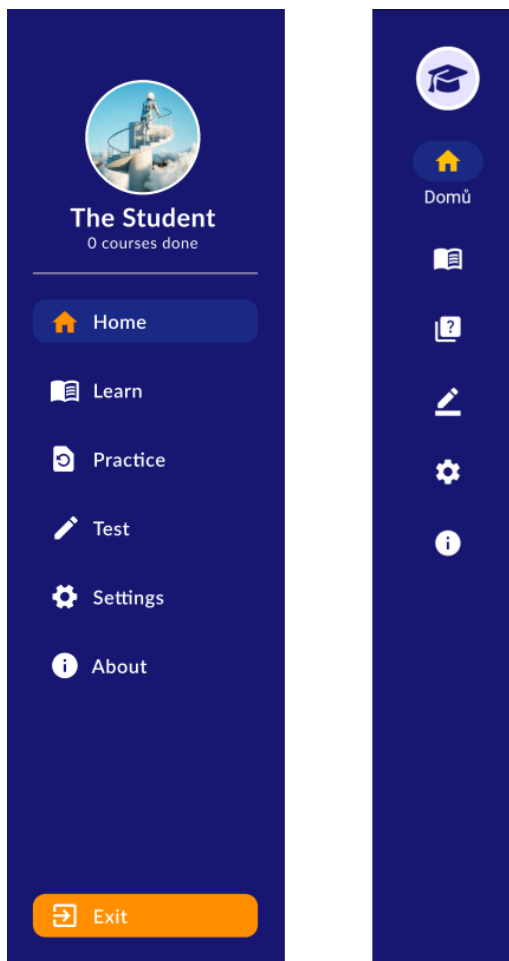 The Student
0 courses done
Home
Learn
Practice
Test
Settings
About
Exit
Domů